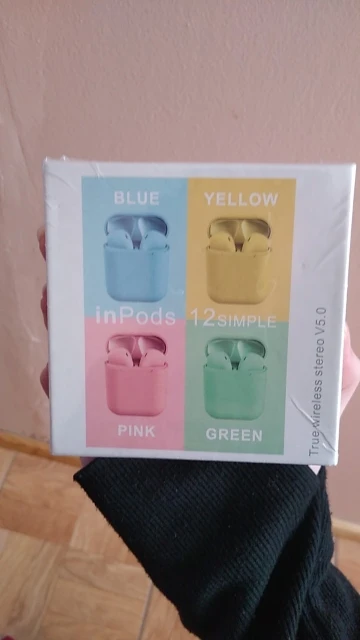 BLUE YELLOW
inPods 12SIMPLE
PINK GREEN
True wireless stereo V5.0